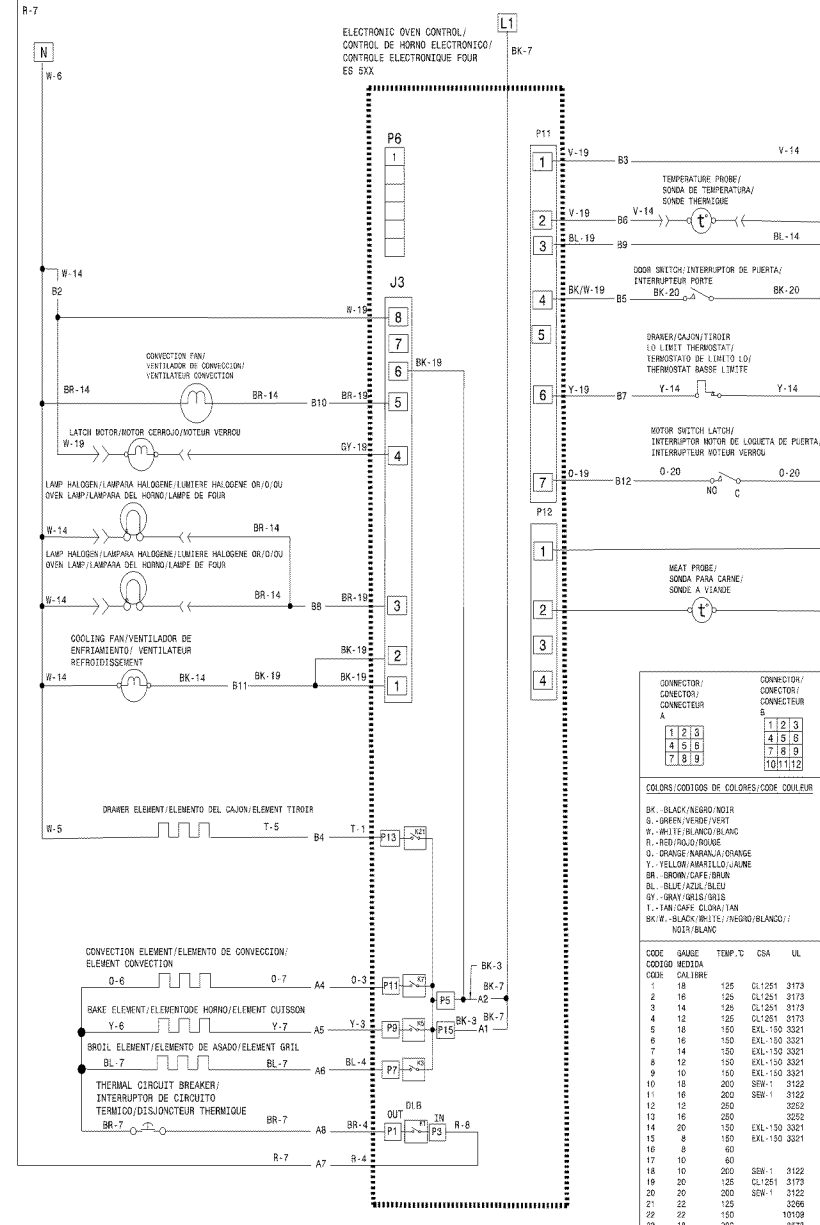 R-7
N
W-6
ELECTRONIC OVEN CONTROL/
CONTROL DE HORNO ELECTRONICO/
CONTROLE ELECTRONIQUE FOUR
ES 5XX
L1
BK-7
P6
1
P11
1
V-19
B3
V-14
TEMPERATURE PROBE/
SONDA DE TEMPERATURA/
SONDE THERMIQUE
2
V-19
B6
V-14
t°
3
BL-19
B9
BL-14
DOOR SWITCH/INTERRUPTOR DE PUERTA/
INTERRUPTEUR PORTE
4
BK/W-19
B5
BK-20
BK-20
5
DRAWER/CAJON/TIROIR
LO LIMIT THERMOSTAT/
TERMOSTATO DE LIMITO LO/
THERMOSTAT BASSE LIMITE
6
Y-19
B7
Y-14
Y-14
MOTOR SWITCH LATCH/
INTERRUPTOR MOTOR DE LOQUETA DE PUERTA/
INTERRUPTEUR MOTEUR VERROU
7
O-19
B12
O-20
NO
C
O-20
P12
1
MEAT PROBE/
SONDA PARA CARNE/
SONDE A VIANDE
2
t°
3
4
W-14
B2
J3
W-19
8
7
6
BK-19
CONVECTION FAN/
VENTILADOR DE CONVECCION/
VENTILATEUR CONVECTION
BR-14
BR-14
B10
BR-19
5
LATCH MOTOR/MOTOR CERROJO/MOTEUR VERROU
W-19
GY-19
4
LAMP HALOGEN/LAMPARA HALOGENE/LUMIERE HALOGENE OR/O/OU
OVEN LAMP/LAMPARA DEL HORNO/LAMPE DE FOUR
W-14
BR-14
LAMP HALOGEN/LAMPARA HALOGENE/LUMIERE HALOGENE OR/O/OU
OVEN LAMP/LAMPARA DEL HORNO/LAMPE DE FOUR
W-14
BR-14
B8
BR-19
3
COOLING FAN/VENTILADOR DE
ENFRIAMIENTO/ VENTILATEUR
REFROIDISSEMENT
BK-19
2
W-14
BK-14
B11
BK-19
BK-19
1
DRAWER ELEMENT/ELEMENTO DEL CAJON/ELEMENT TIROIR
W-5
T-5
B4
T-1
P13
K21
CONVECTION ELEMENT/ELEMENTO DE CONVECCION/
ELEMENT CONVECTION
O-6
O-7
A4
O-3
P11
K7
P5
BK-3
BK-7
A2
BAKE ELEMENT/ELEMENTODE HORNO/ELEMENT CUISSON
Y-6
Y-7
A5
Y-3
P9
K5
P15
BK-3
BK-7
A1
BROIL ELEMENT/ELEMENTO DE ASADO/ELEMENT GRIL
BL-7
BL-7
A6
BL-4
P7
K3
THERMAL CIRCUIT BREAKER/
INTERRUPTOR DE CIRCUITO
TERMICO/DISJONCTEUR THERMIQUE
BR-7
BR-7
A8
BR-4
OUT
DLB
IN
P1
K1
P3
R-8
R-7
A7
R-4
CONNECTOR/
CONECTOR/
CONNECTEUR
A
1 2 3
4 5 6
7 8 9
CONNECTOR/
CONECTOR/
CONNECTEUR
B
1 2 3
4 5 6
7 8 9
10 11 12
COLORS/CODIGOS DE COLORES/CODE COULEUR
BK.-BLACK/NEGRO/NOIR
G.-GREEN/VERDE/VERT
W.-WHITE/BLANCO/BLANC
R.-RED/ROJO/ROUGE
O.-ORANGE/NARANJA/ORANGE
Y.-YELLOW/AMARILLO/JAUNE
BR.-BROWN/CAFE/BRUN
BL.-BLUE/AZUL/BLEU
GY.-GRAY/GRIS/GRIS
T.-TAN/CAFE CLORA/TAN
BK/W.-BLACK/WHITE//NEGRO/BLANCO//
NOIR/BLANC
CODE GAUGE TEMP.°C CSA UL
CODIGO MEDIDA
CODE CALIBRE
1 18 125 CL1251 3173
2 16 125 CL1251 3173
3 14 125 CL1251 3173
4 12 125 CL1251 3173
5 18 150 EXL-150 3321
6 16 150 EXL-150 3321
7 14 150 EXL-150 3321
8 12 150 EXL-150 3321
9 10 150 EXL-150 3321
10 18 200 SEW-1 3122
11 16 200 SEW-1 3122
12 12 250 3252
13 16 250 3252
14 20 150 EXL-150 3321
15 8 150 EXL-150 3321
16 8 60
17 10 60
18 10 200 SEW-1 3122
19 20 125 CL1251 3173
20 20 200 SEW-1 3122
21 22 125 3266
22 22 150 10109